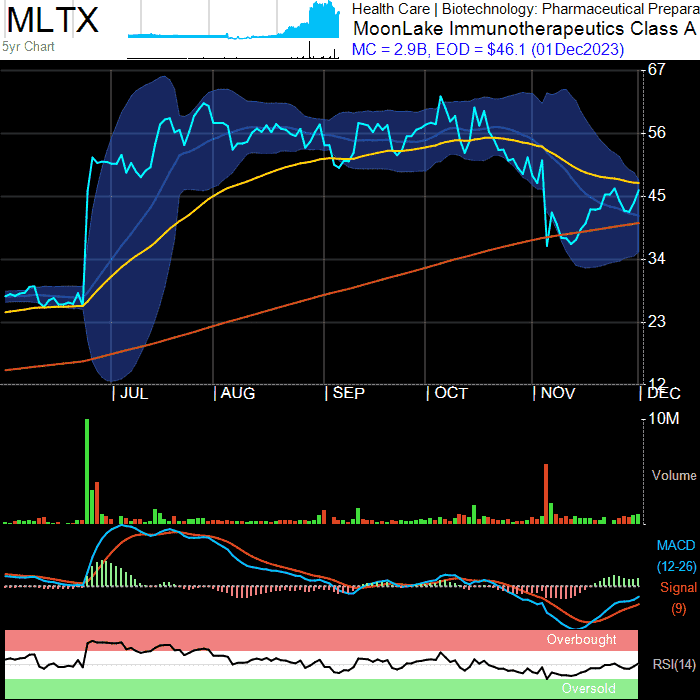 MLTX
5yr Chart
Health Care | Biotechnology: Pharmaceutical Prepara
MoonLake Immunotherapeutics Class A
MC = 2.9B, EOD = $46.1 (01Dec2023)
67
56
45
34
23
12
| JUL | AUG | SEP | OCT | NOV | DEC
10M
Volume
MACD
(12-26)
Signal
(9)
Overbought
RSI(14)
Oversold